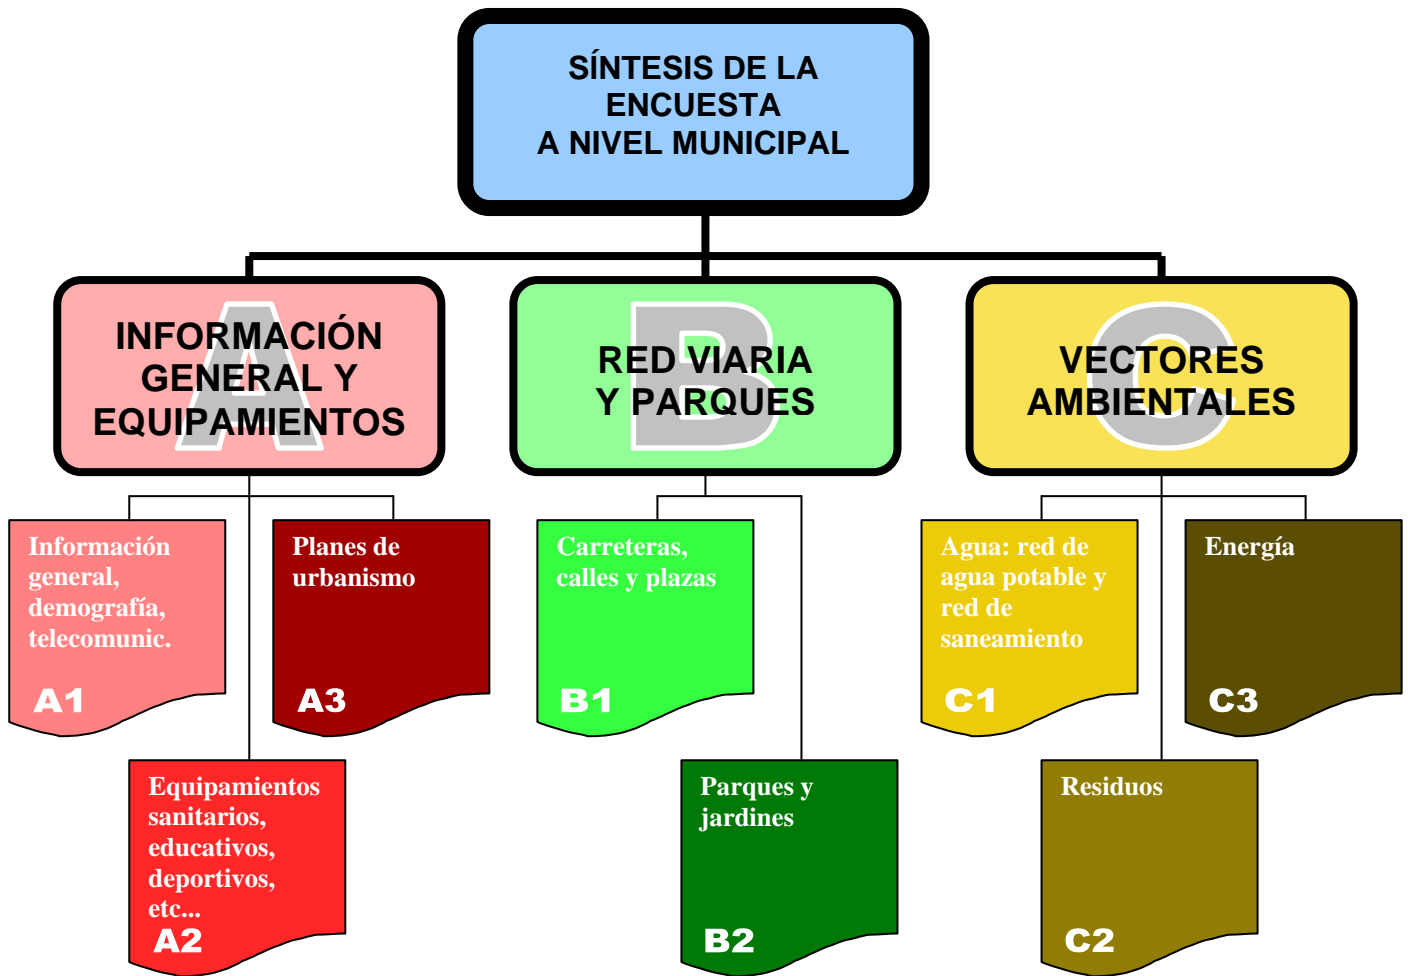 SÍNTESIS DE LA
ENCUESTA
A NIVEL MUNICIPAL
A
INFORMACIÓN
GENERAL Y
EQUIPAMIENTOS
B
RED VIARIA
Y PARQUES
C
VECTORES
AMBIENTALES
Información
general,
demografía,
telecomunic.
A1
Planes de
urbanismo
A3
Carreteras,
calles y plazas
B1
Agua: red de
agua potable y
red de
saneamiento
C1
Energía
C3
Equipamientos
sanitarios,
educativos,
deportivos,
etc...
A2
Parques y
jardines
B2
Residuos
C2